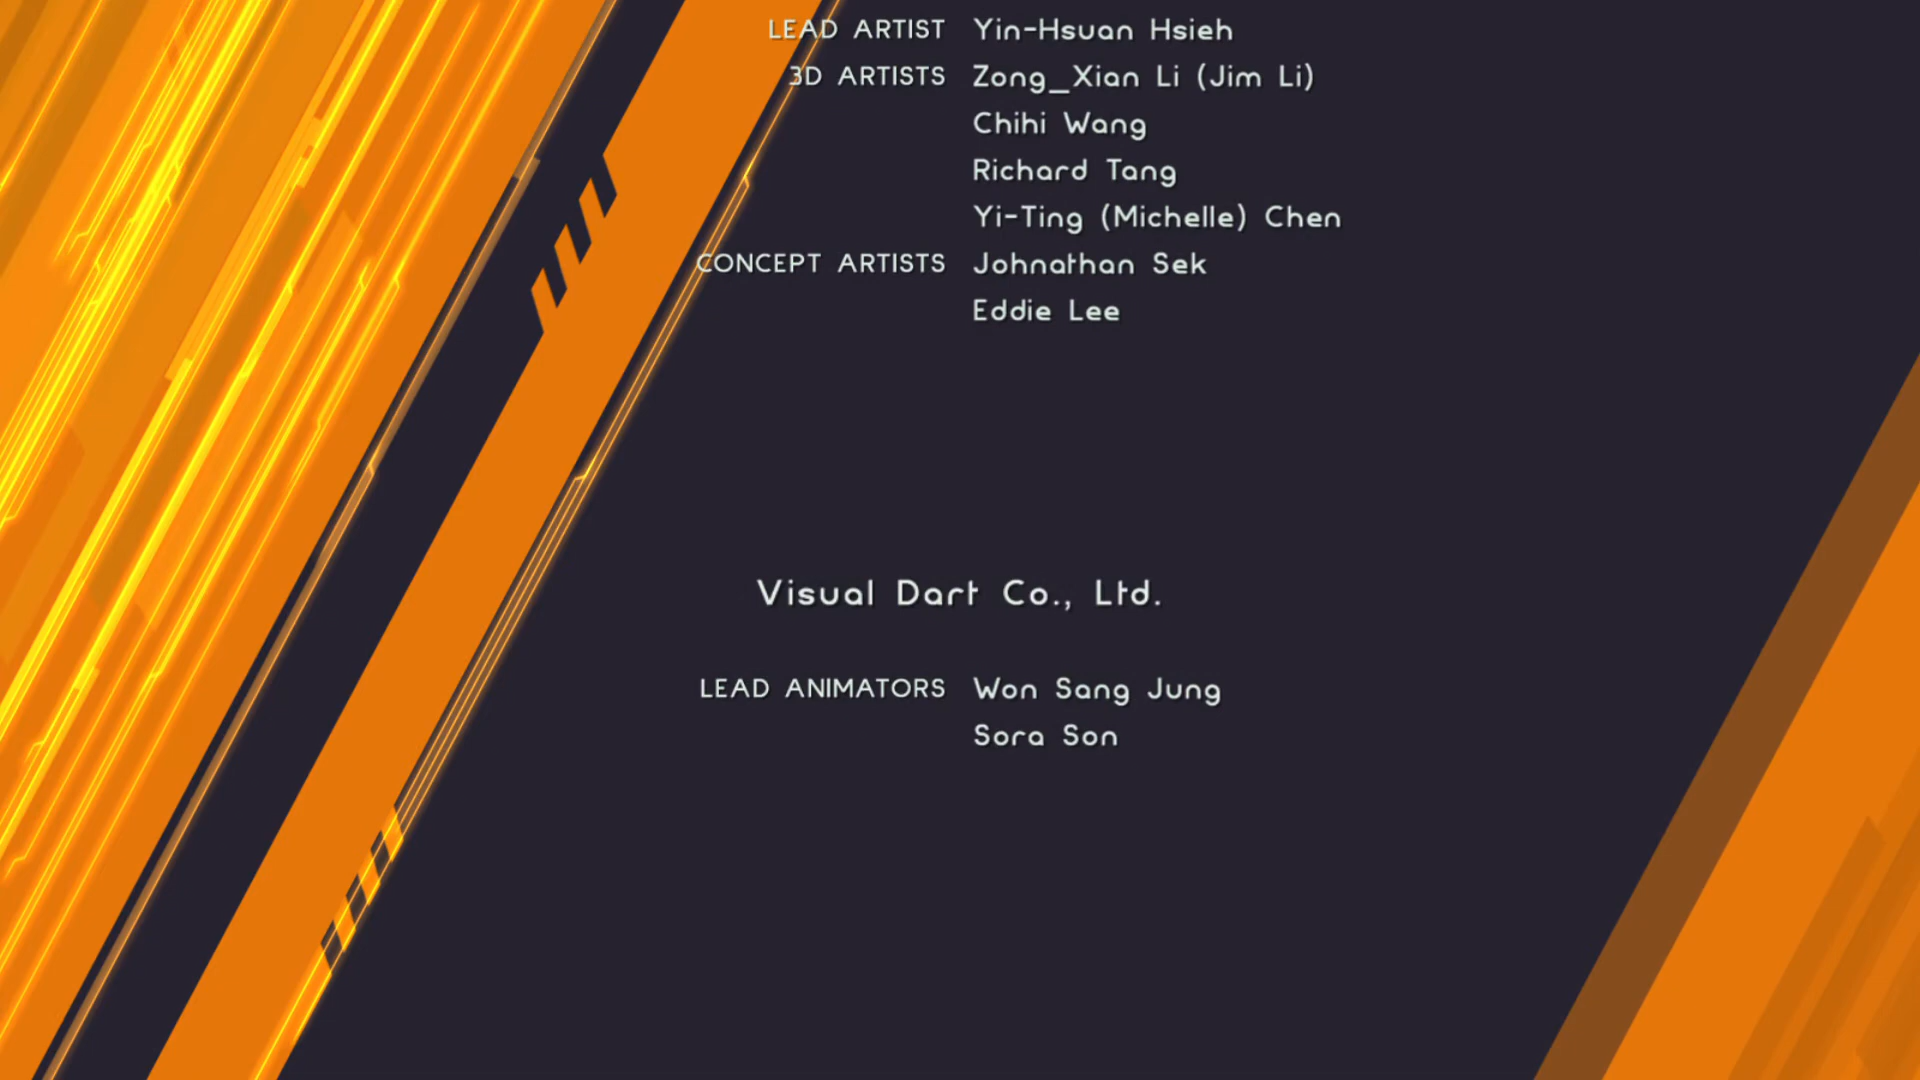 LEAD ARTIST Yin-Hsuan Hsieh
3D ARTISTS Zong_Xian Li (Jim Li)
Chihi Wang
Richard Tang
Yi-Ting (Michelle) Chen
CONCEPT ARTISTS Johnathan Sek
Eddie Lee
Visual Dart Co., Ltd.
LEAD ANIMATORS Won Sang Jung
Sora Son